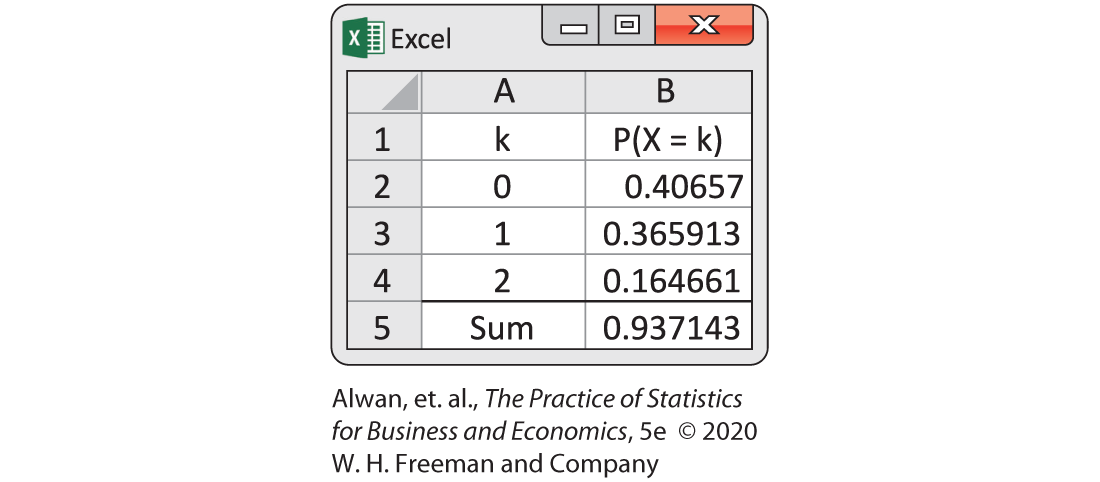 X Excel
A B
1 k P(X = k)
2 0 0.40657
3 1 0.365913
4 2 0.164661
5 Sum 0.937143
Alwan, et. al., The Practice of Statistics
for Business and Economics, 5e © 2020
W. H. Freeman and Company